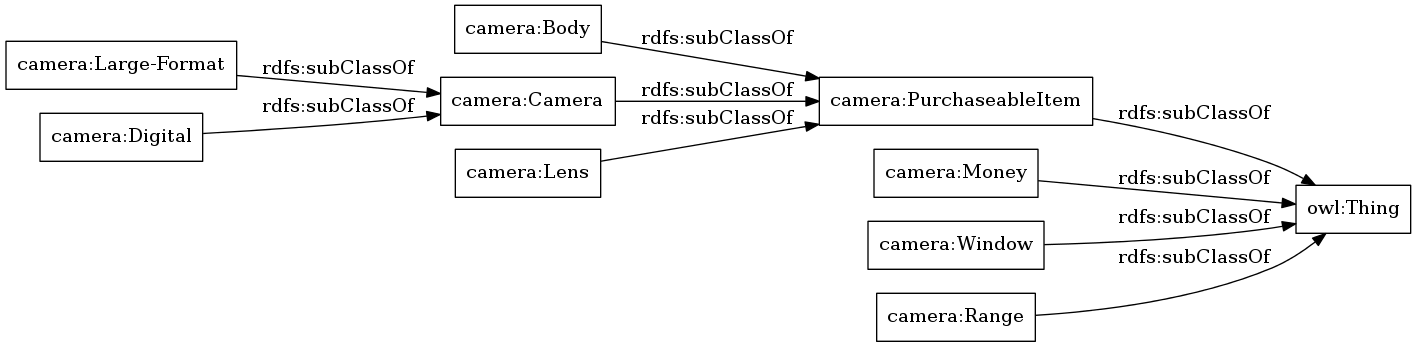 camera:Body
rdfs:subClassOf
camera:Large-Format
rdfs:subClassOf
rdfs:subClassOf
camera:Camera
camera:PurchaseableItem
rdfs:subClassOf
rdfs:subClassOf
rdfs:subClassOf
camera:Digital
camera:Lens
camera:Money
rdfs:subClassOf
owl:Thing
rdfs:subClassOf
camera:Window
rdfs:subClassOf
camera:Range